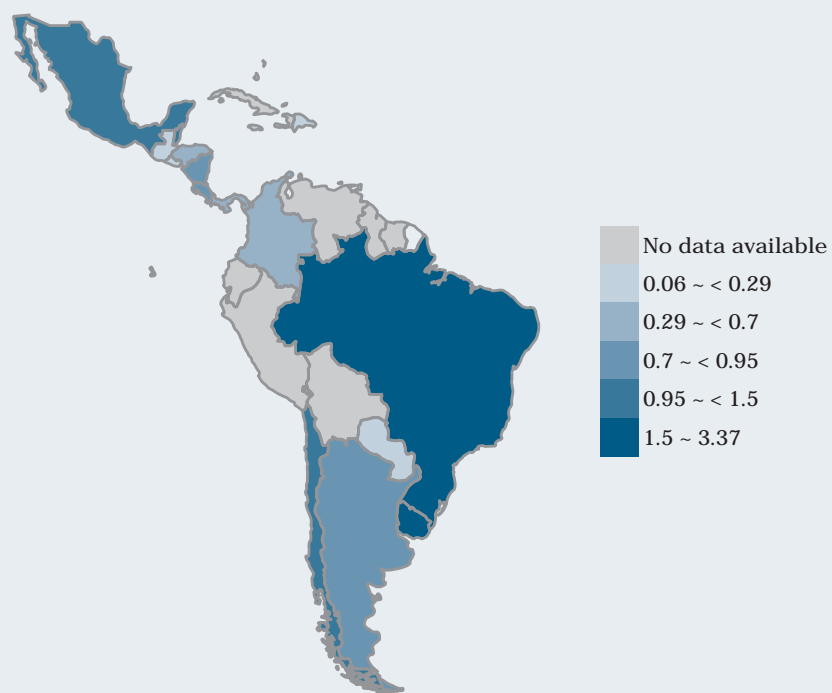 No data available
0.06 ~ < 0.29
0.29 ~ < 0.7
0.7 ~ < 0.95
0.95 ~ < 1.5
1.5 ~ 3.37